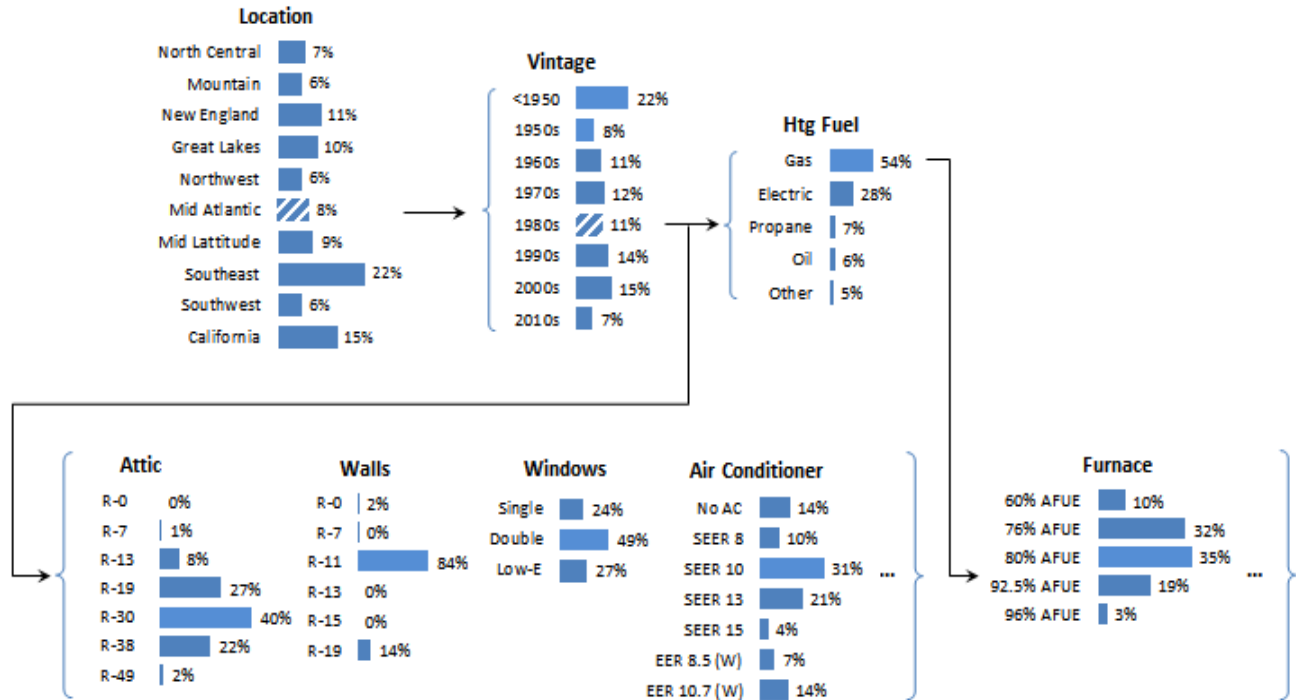 Location
North Central 7%
Mountain 6%
New England 11%
Great Lakes 10%
Northwest 6%
Mid Atlantic 8%
Mid Lattitude 9%
Southeast 22%
Southwest 6%
California 15%
Vintage
<1950 22%
1950s 8%
1960s 11%
1970s 12%
1980s 11%
1990s 14%
2000s 15%
2010s 7%
Htg Fuel
Gas 54%
Electric 28%
Propane 7%
Oil 6%
Other 5%
Attic
R-0 0%
R-7 1%
R-13 8%
R-19 27%
R-30 40%
R-38 22%
R-49 2%
Walls
R-0 2%
R-7 0%
R-11 84%
R-13 0%
R-15 0%
R-19 14%
Windows
Single 24%
Double 49%
Low-E 27%
Air Conditioner
No AC 14%
SEER 8 10%
SEER 10 31%
SEER 13 21%
SEER 15 4%
EER 8.5 (W) 7%
EER 10.7 (W) 14%
...
Furnace
60% AFUE 10%
76% AFUE 32%
80% AFUE 35%
92.5% AFUE 19%
96% AFUE 3%
...